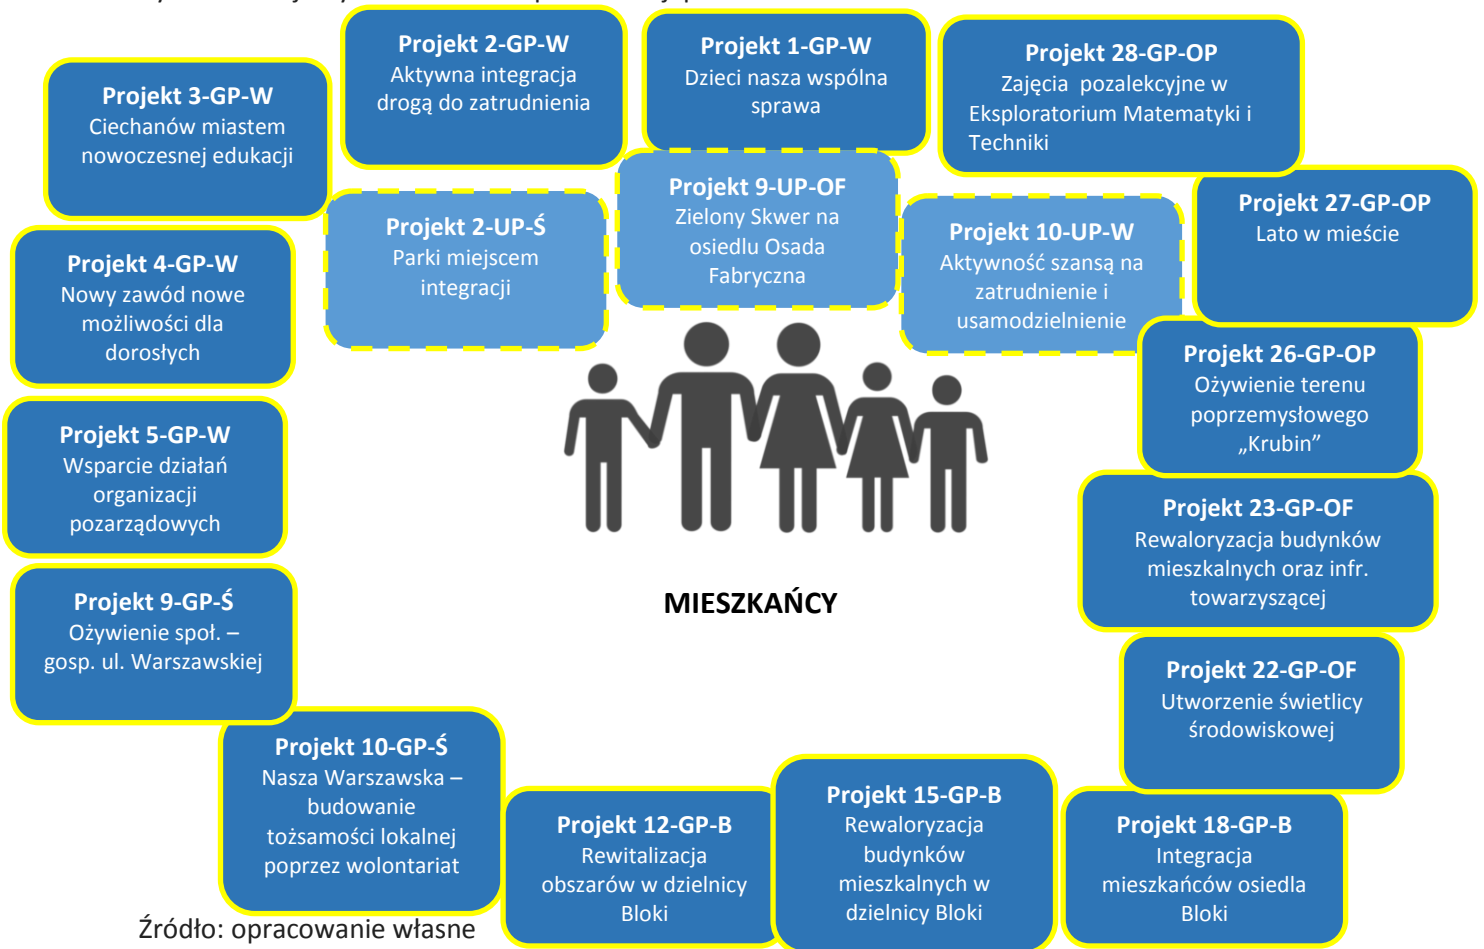 Projekt 2-GP-W
Aktywna integracja
drogą do zatrudnienia
Projekt 1-GP-W
Dzieci nasza wspólna
sprawa
Projekt 28-GP-OP
Zajęcia pozalekcyjne w
Eksploratorium Matematyki i
Techniki
Projekt 3-GP-W
Ciechanów miastem
nowoczesnej edukacji
Projekt 2-UP-Ś
Parki miejscem
integracji
Projekt 9-UP-OF
Zielony Skwer na
osiedlu Osada
Fabryczna
Projekt 10-UP-W
Aktywność szansą na
zatrudnienie i
usamodzielnienie
Projekt 27-GP-OP
Lato w mieście
Projekt 4-GP-W
Nowy zawód nowe
możliwości dla
dorosłych
Projekt 26-GP-OP
Ożywienie terenu
poprzemysłowego
„Krubin”
Projekt 5-GP-W
Wsparcie działań
organizacji
pozarządowych
Projekt 23-GP-OF
Rewaloryzacja budynków
mieszkalnych oraz infr.
towarzyszącej
Projekt 9-GP-Ś
Ożywienie społ. –
gosp. ul. Warszawskiej
MIESZKAŃCY
Projekt 22-GP-OF
Utworzenie świetlicy
środowiskowej
Projekt 10-GP-Ś
Nasza Warszawska –
budowanie
tożsamości lokalnej
poprzez wolontariat
Projekt 12-GP-B
Rewitalizacja
obszarów w dzielnicy
Bloki
Projekt 15-GP-B
Rewaloryzacja
budynków
mieszkalnych w
dzielnicy Bloki
Projekt 18-GP-B
Integracja
mieszkańców osiedla
Bloki
Źródło: opracowanie własne